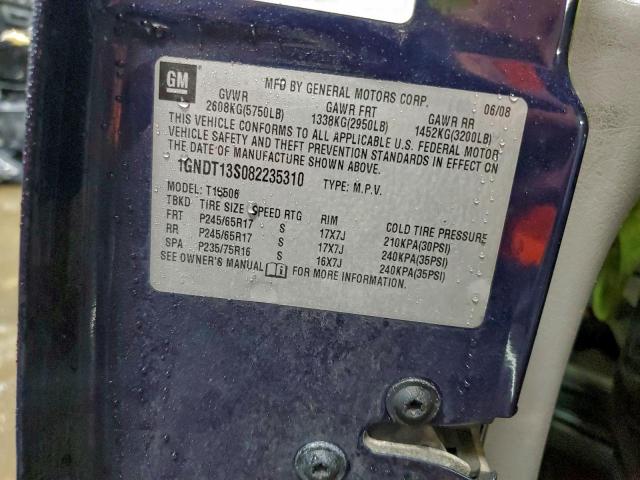 GM
MFD BY GENERAL MOTORS CORP. 06/08
GVWR GAWR FRT GAWR RR
2608KG(5750LB) 1338KG(2950LB) 1452KG(3200LB)
THIS VEHICLE CONFORMS TO ALL APPLICABLE U.S. FEDERAL MOTOR
VEHICLE SAFETY AND THEFT PREVENTION STANDARDS IN EFFECT ON
THE DATE OF MANUFACTURE SHOWN ABOVE.
1GNDT13S082235310 TYPE: M.P.V.
MODEL: T15506
TBKD TIRE SIZE SPEED RTG RIM COLD TIRE PRESSURE
FRT P245/65R17 S 17X7J 210KPA(30PSI)
RR P245/65R17 S 17X7J 240KPA(35PSI)
SPA P235/75R16 S 16X7J 240KPA(35PSI)
SEE OWNER'S MANUAL FOR MORE INFORMATION.